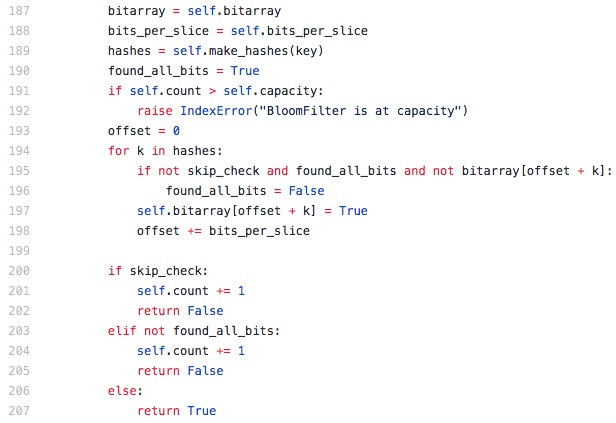 187 bitarray = self.bitarray
188 bits_per_slice = self.bits_per_slice
189 hashes = self.make_hashes(key)
190 found_all_bits = True
191 if self.count > self.capacity:
192 raise IndexError("BloomFilter is at capacity")
193 offset = 0
194 for k in hashes:
195 if not skip_check and found_all_bits and not bitarray[offset + k]:
196 found_all_bits = False
197 self.bitarray[offset + k] = True
198 offset += bits_per_slice
199
200 if skip_check:
201 self.count += 1
202 return False
203 elif not found_all_bits:
204 self.count += 1
205 return False
206 else:
207 return True